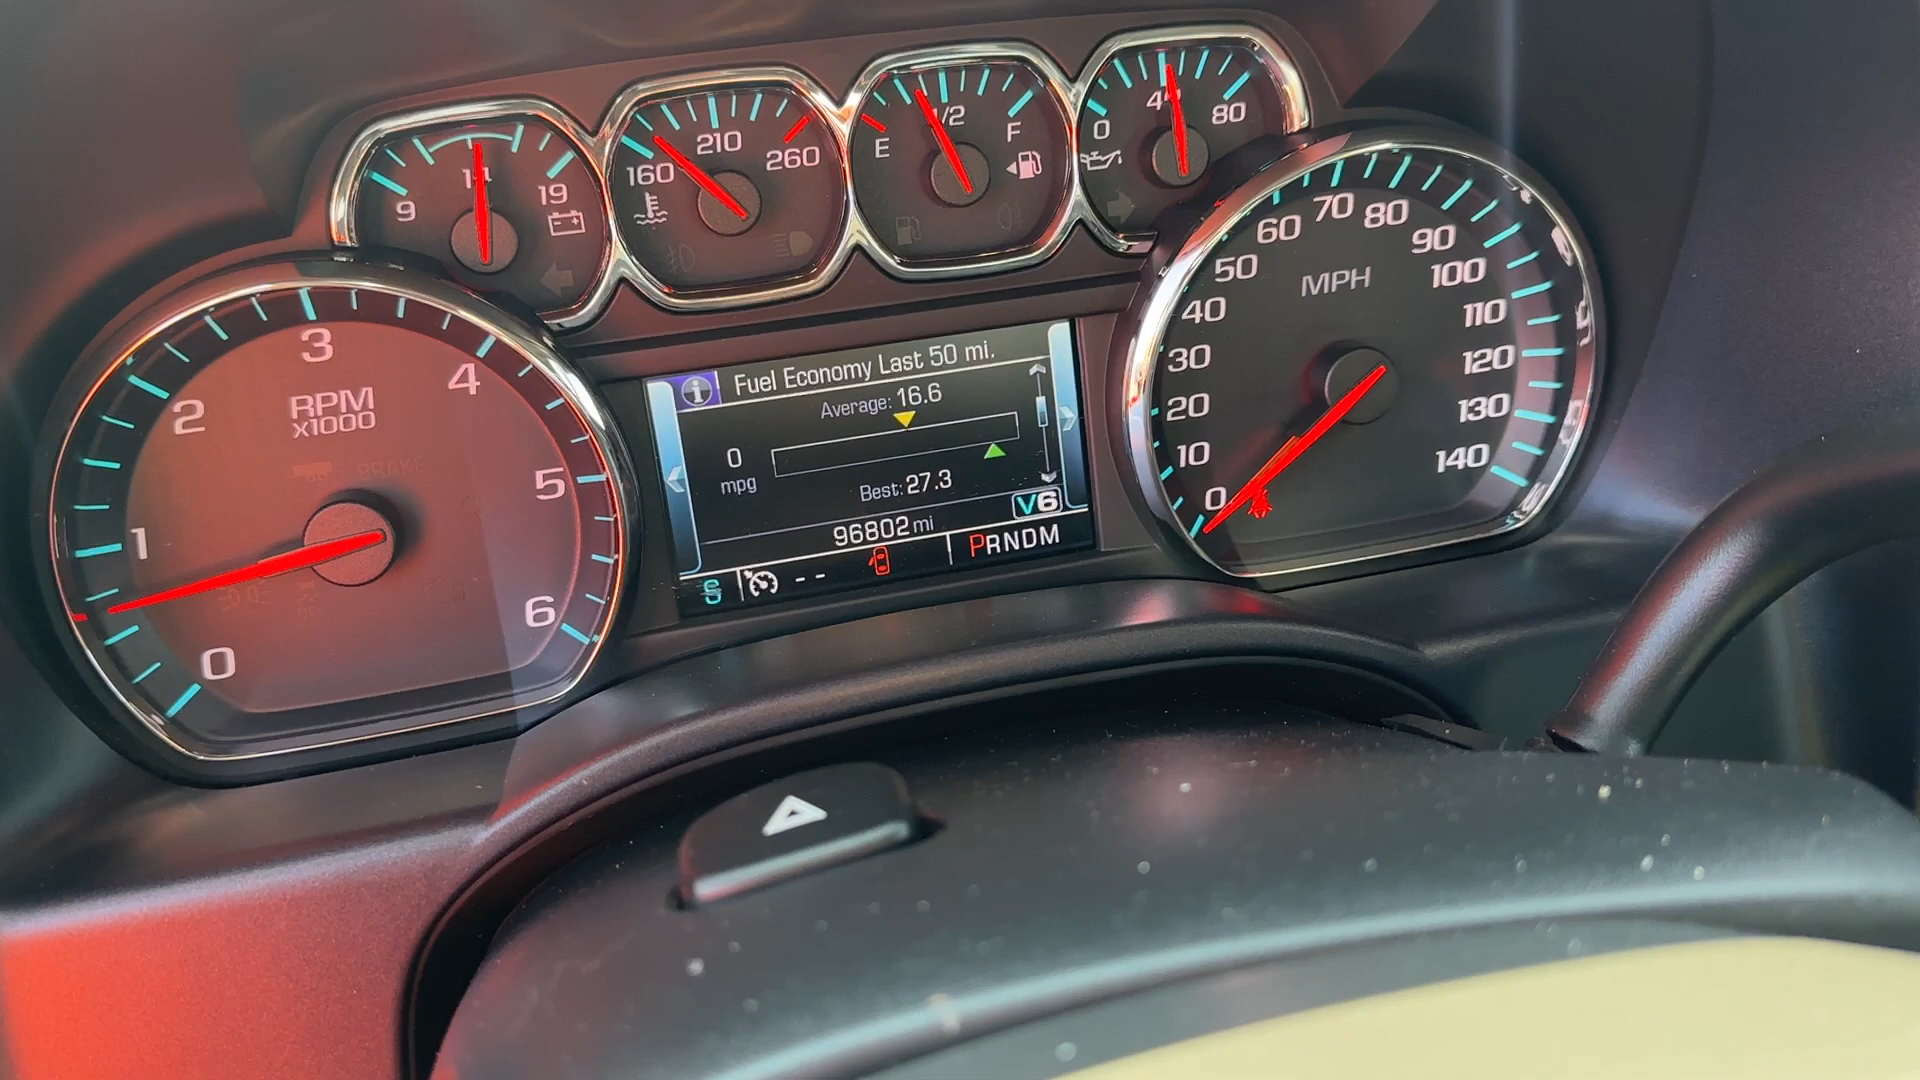 9 14 19
160 210 260
E 1/2 F
0 40 80
0 1 2 3 4 5 6
RPM
x1000
BRAKE
Fuel Economy Last 50 mi.
Average: 16.6
0
mpg
Best: 27.3
V6
96802 mi
S -- PRNDM
0 10 20 30 40 50 60 70 80 90 100 110 120 130 140
MPH